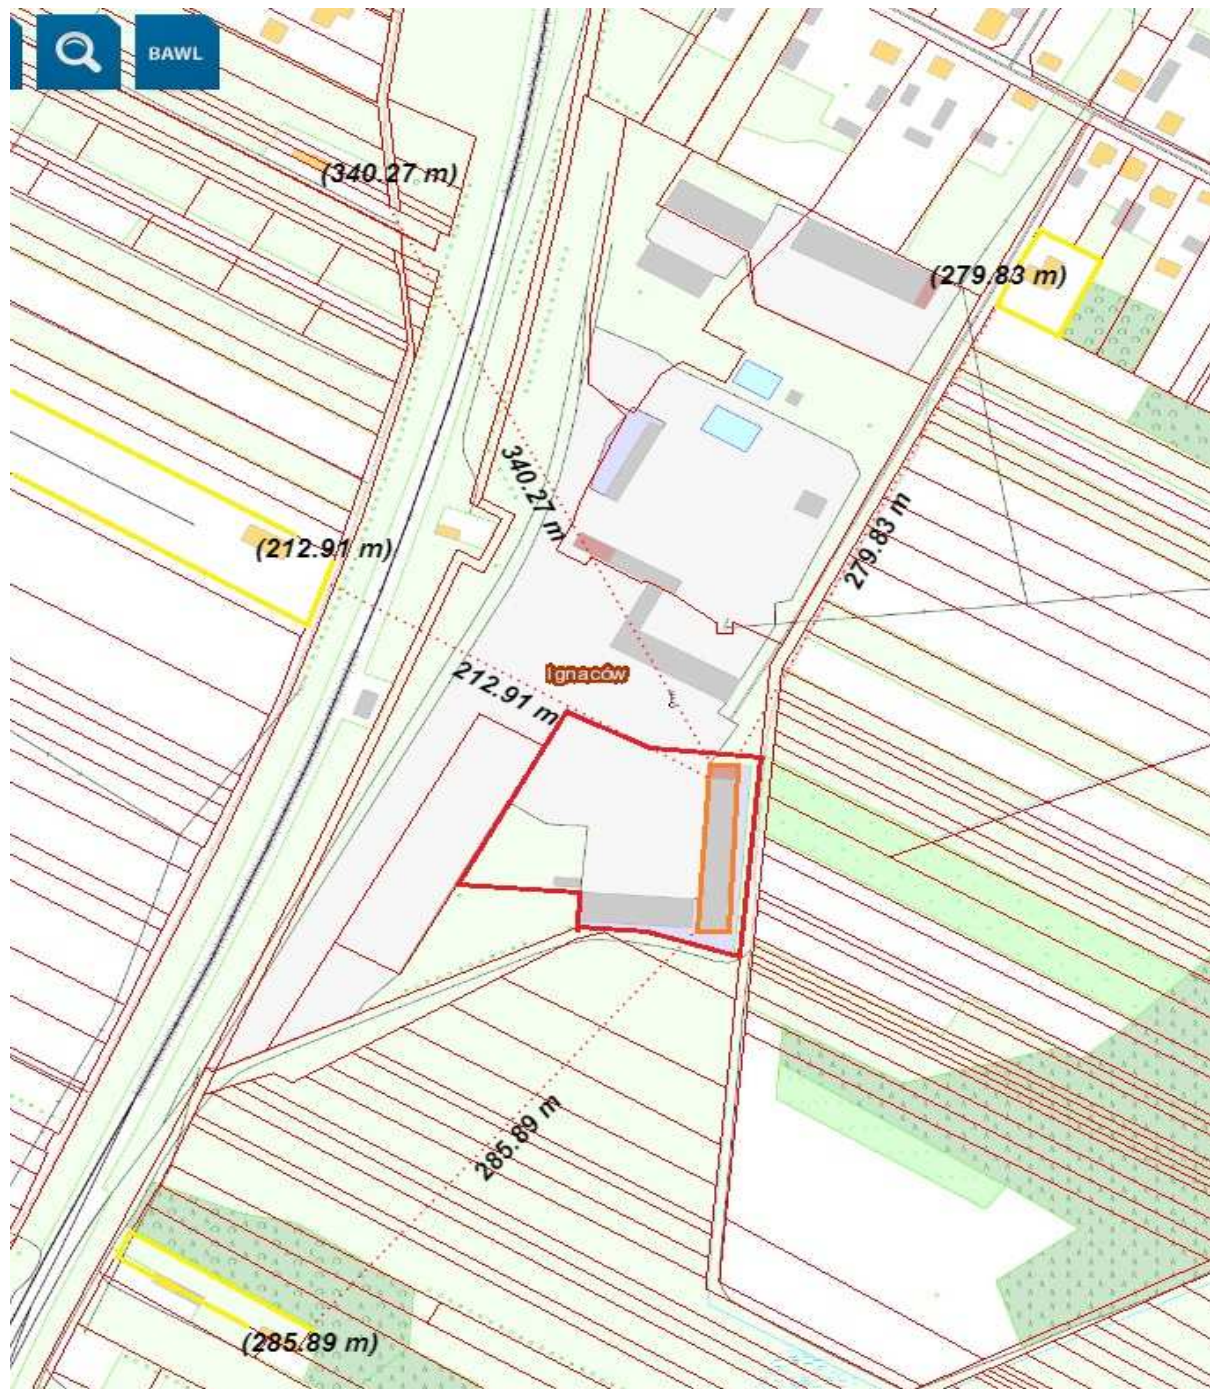 BAWL
(340.27 m)
(279.83 m)
340.27 m
279.83 m
(212.91 m)
212.91 m
Ignaców
285.89 m
(285.89 m)